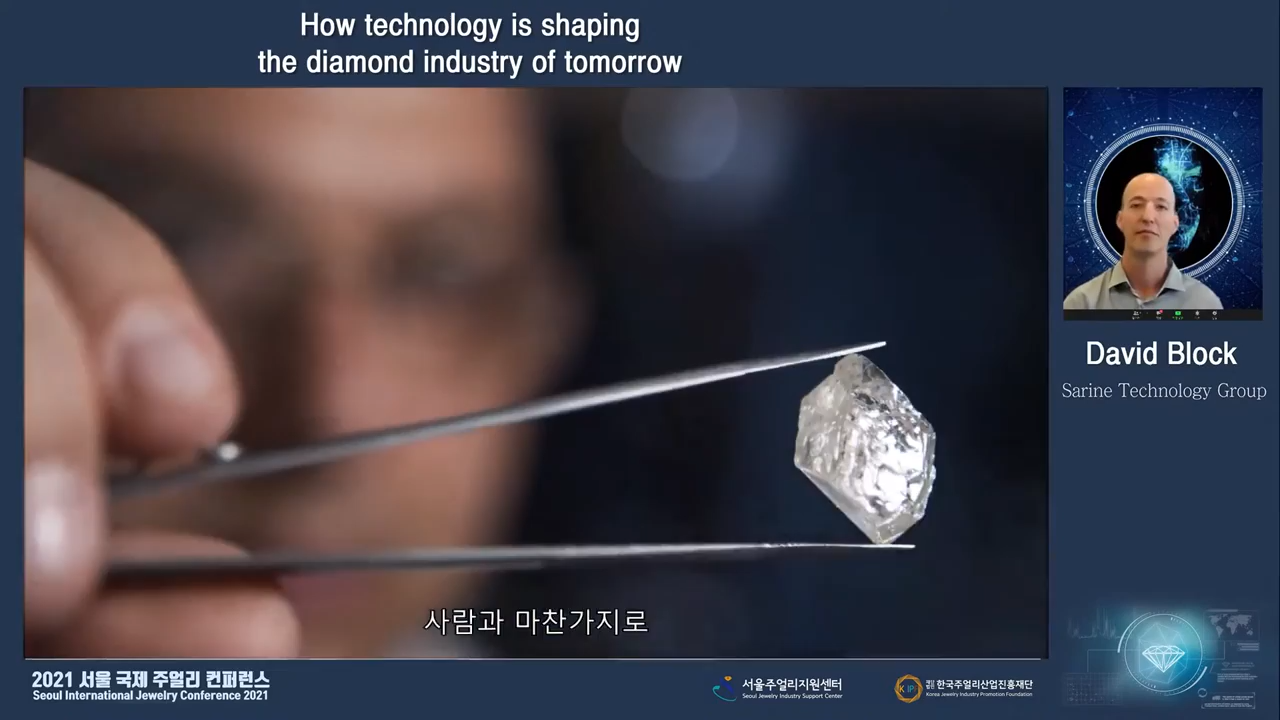 How technology is shaping
the diamond industry of tomorrow
David Block
Sarine Technology Group
사람과 마찬가지로
2021 서울 국제 주얼리 컨퍼런스
Seoul International Jewelry Conference 2021
서울주얼리지원센터
Seoul Jewelry Industry Support Center
한국주얼리산업진흥재단
Korea Jewelry Industry Promotion Foundation